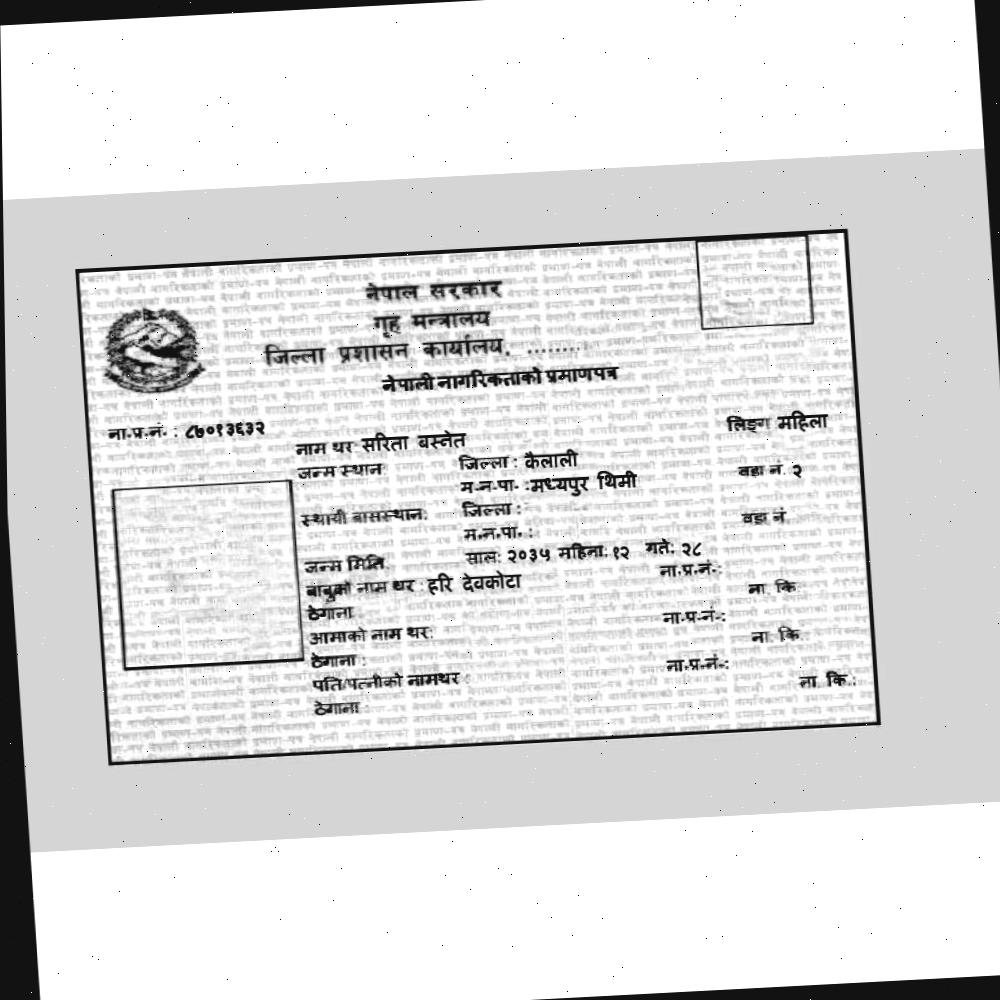 नेपाल सरकार
गृह मन्त्रालय
जिल्ला प्रशासन कार्यालय, ..........
नेपाली नागरिकताको प्रमाणपत्र
ना.प्र.नं. : ८७०१३६३२
लिङ्ग महिला
नाम थर सरिता बस्नेत
जन्म स्थान जिल्ला : कैलाली
म.न.पा. :मध्यपुर थिमी वडा नं. २
स्थायी बासस्थान: जिल्ला :
म.न.पा. : वडा नं
जन्म मिति साल: २०३५ महिना: १२ गते: २८
बाबुको नाम थर : हरि देवकोटा ना.प्र.नं.:
ठेगाना ना. कि
आमाको नाम थर: ना.प्र.नं.:
ठेगाना : ना. कि.
पति/पत्नीको नामथर : ना.प्र.नं.:
ठेगाना : ना. कि.: